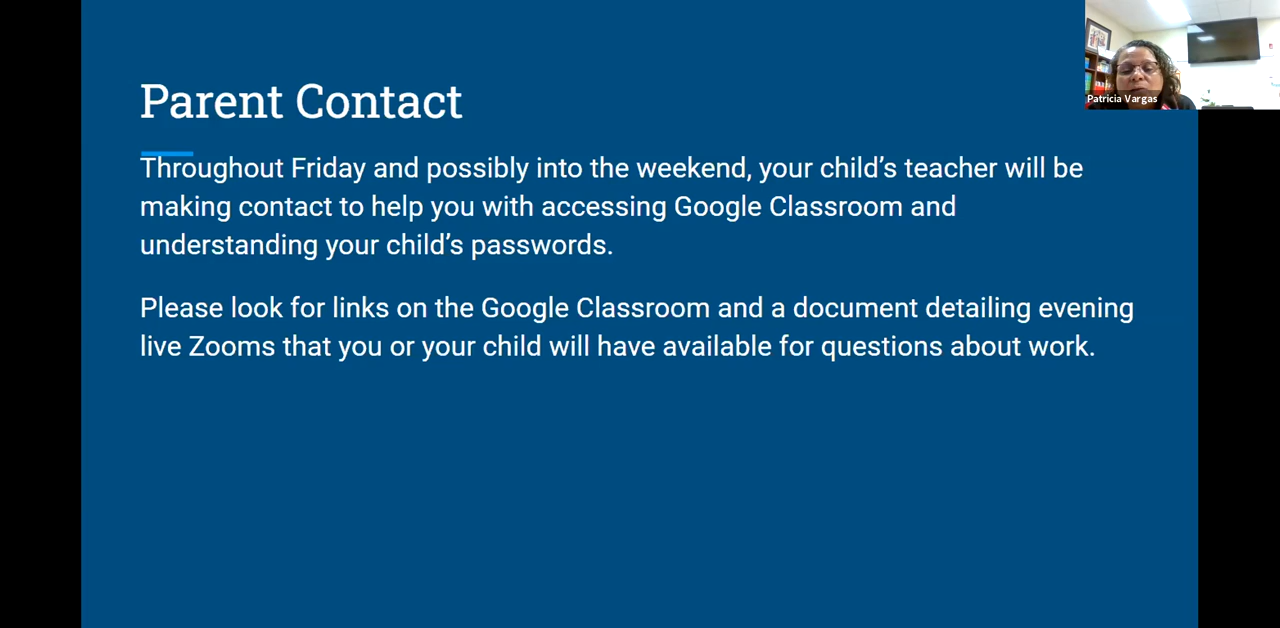 Parent Contact
Throughout Friday and possibly into the weekend, your child’s teacher will be
making contact to help you with accessing Google Classroom and
understanding your child’s passwords.
Please look for links on the Google Classroom and a document detailing evening
live Zooms that you or your child will have available for questions about work.
Patricia Vargas